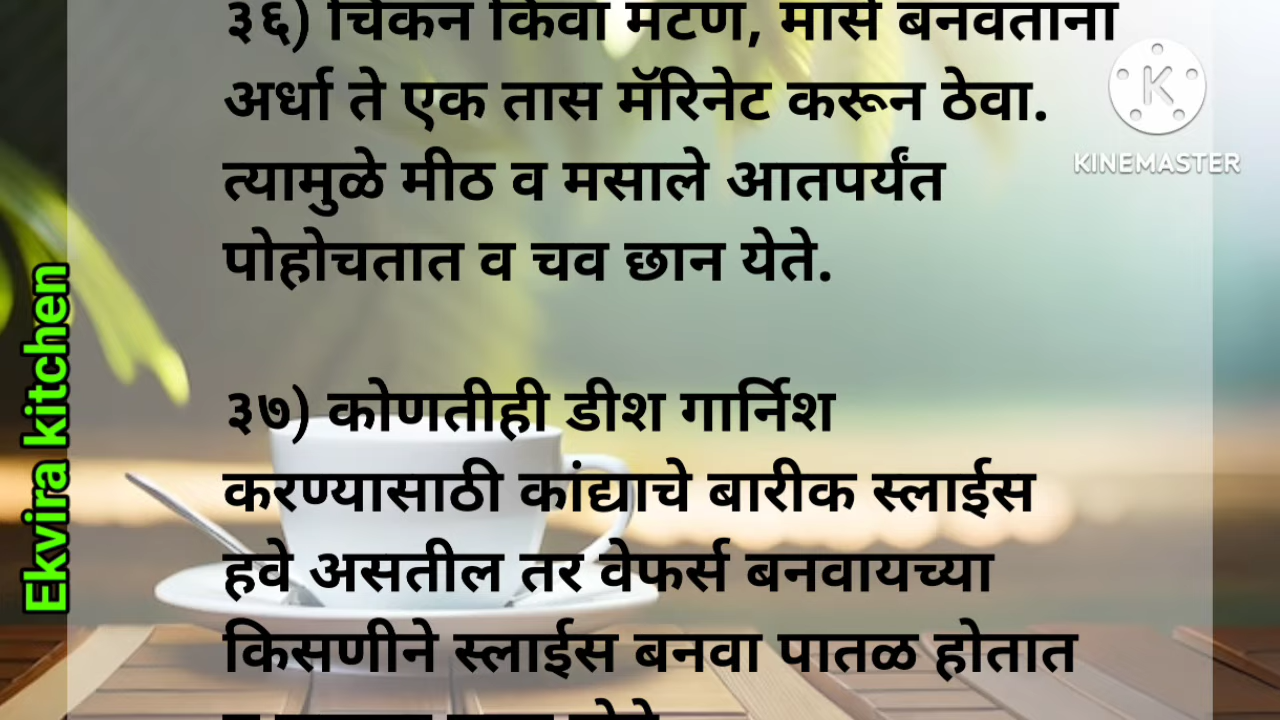 ३६) चिकन किंवा मटण, मासे बनवताना
अर्धा ते एक तास मॅरिनेट करून ठेवा.
त्यामुळे मीठ व मसाले आतपर्यंत
पोहोचतात व चव छान येते.
३७) कोणतीही डीश गार्निश
करण्यासाठी कांद्याचे बारीक स्लाईस
हवे असतील तर वेफर्स बनवायच्या
किसणीने स्लाईस बनवा पातळ होतात
KINEMASTER
Ekvira kitchen